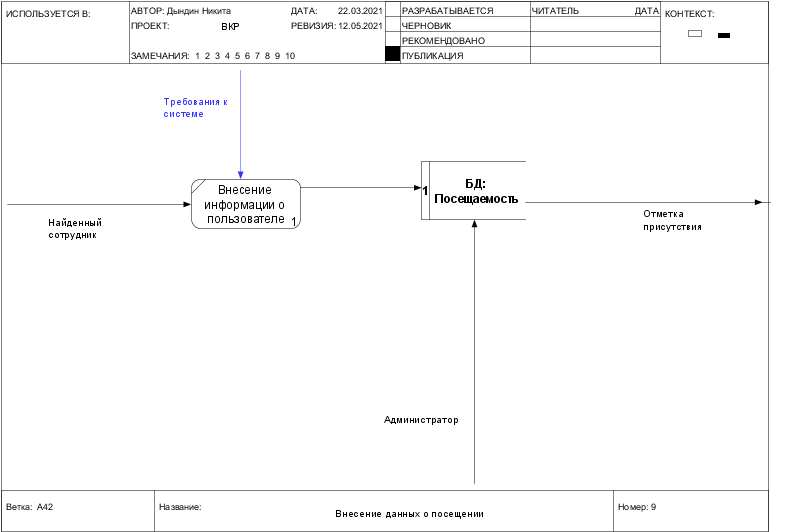 ИСПОЛЬЗУЕТСЯ В:
АВТОР: Дындин Никита
ДАТА: 22.03.2021
ПРОЕКТ: ВКР
РЕВИЗИЯ: 12.05.2021
ЗАМЕЧАНИЯ: 1 2 3 4 5 6 7 8 9 10
РАЗРАБАТЫВАЕТСЯ
ЧЕРНОВИК
РЕКОМЕНДОВАНО
ПУБЛИКАЦИЯ
ЧИТАТЕЛЬ
ДАТА
КОНТЕКСТ:
Требования к
системе
Внесение
информации о
пользователе 1
1
БД:
Посещаемость
Найденный
сотрудник
Отметка
присутствия
Администратор
Ветка: A42
Название:
Внесение данных о посещении
Номер: 9